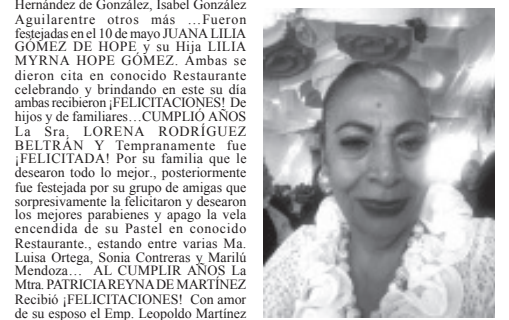 Hernández de González, Isabel González
Aguilarentre otros más ...Fueron
festejadas en el 10 de mayo JUANA LILIA
GÓMEZ DE HOPE y su Hija LILIA
MYRNA HOPE GÓMEZ. Ambas se
dieron cita en conocido Restaurante
celebrando y brindando en este su día
ambas recibieron ¡FELICITACIONES! De
hijos y de familiares...CUMPLIÓ AÑOS
La Sra. LORENA RODRÍGUEZ
BELTRÁN Y Tempranamente fue
¡FELICITADA! Por su familia que le
desearon todo lo mejor., posteriormente
fue festejada por su grupo de amigas que
sorpresivamente la felicitaron y desearon
los mejores parabienes y apago la vela
encendida de su Pastel en conocido
Restaurante., estando entre varias Ma.
Luisa Ortega, Sonia Contreras y Marilú
Mendoza... AL CUMPLIR AÑOS La
Mtra. PATRICIA REYNA DE MARTÍNEZ
Recibió ¡FELICITACIONES! Con amor
de su esposo el Emp. Leopoldo Martínez